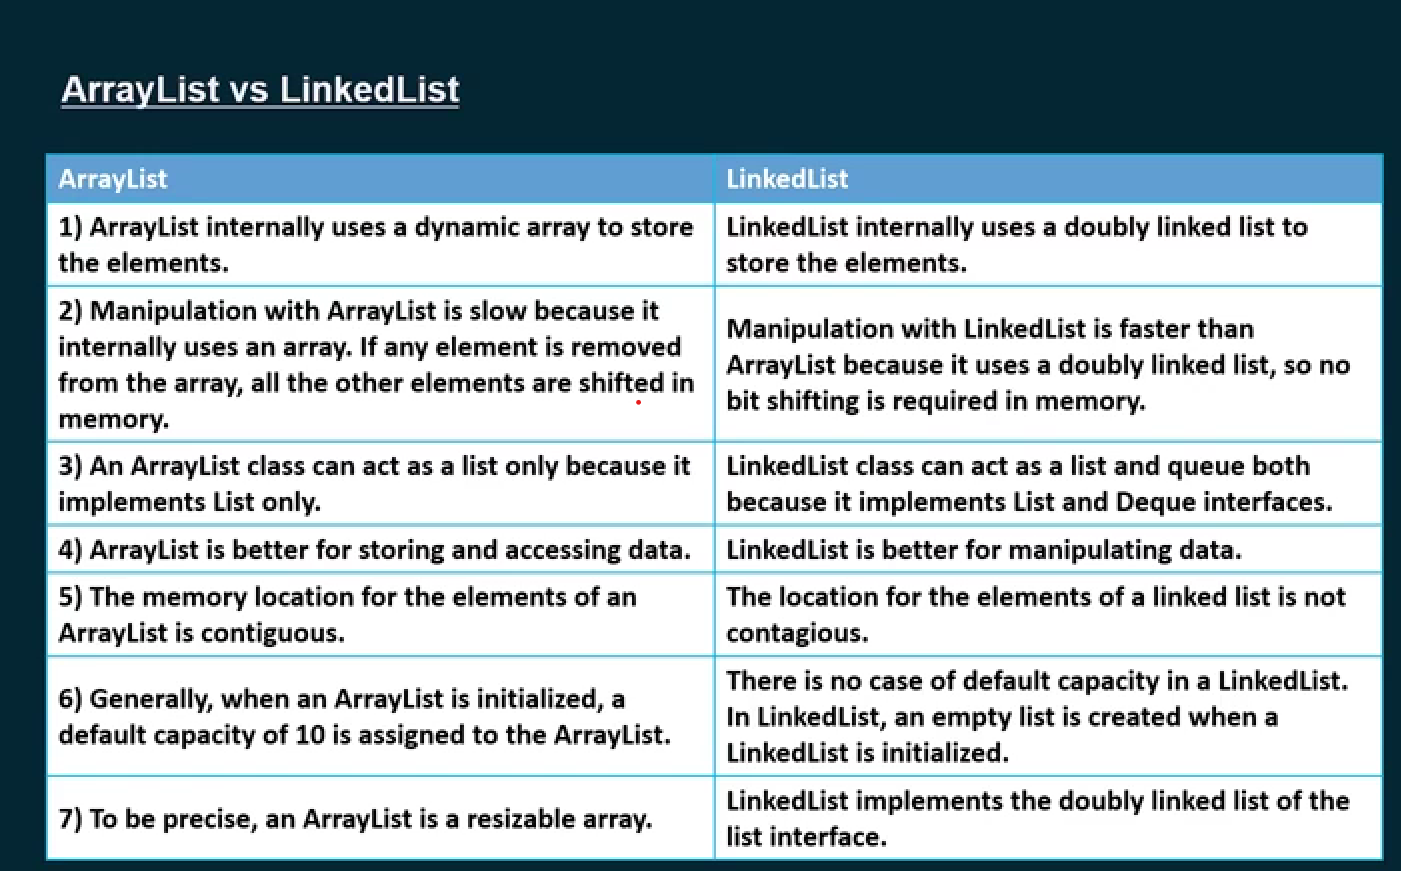 ArrayList vs LinkedList
ArrayList
LinkedList
1) ArrayList internally uses a dynamic array to store
the elements.
LinkedList internally uses a doubly linked list to
store the elements.
2) Manipulation with ArrayList is slow because it
internally uses an array. If any element is removed
from the array, all the other elements are shifted in
memory.
Manipulation with LinkedList is faster than
ArrayList because it uses a doubly linked list, so no
bit shifting is required in memory.
3) An ArrayList class can act as a list only because it
implements List only.
LinkedList class can act as a list and queue both
because it implements List and Deque interfaces.
4) ArrayList is better for storing and accessing data.
LinkedList is better for manipulating data.
5) The memory location for the elements of an
ArrayList is contiguous.
The location for the elements of a linked list is not
contagious.
6) Generally, when an ArrayList is initialized, a
default capacity of 10 is assigned to the ArrayList.
There is no case of default capacity in a LinkedList.
In LinkedList, an empty list is created when a
LinkedList is initialized.
7) To be precise, an ArrayList is a resizable array.
LinkedList implements the doubly linked list of the
list interface.